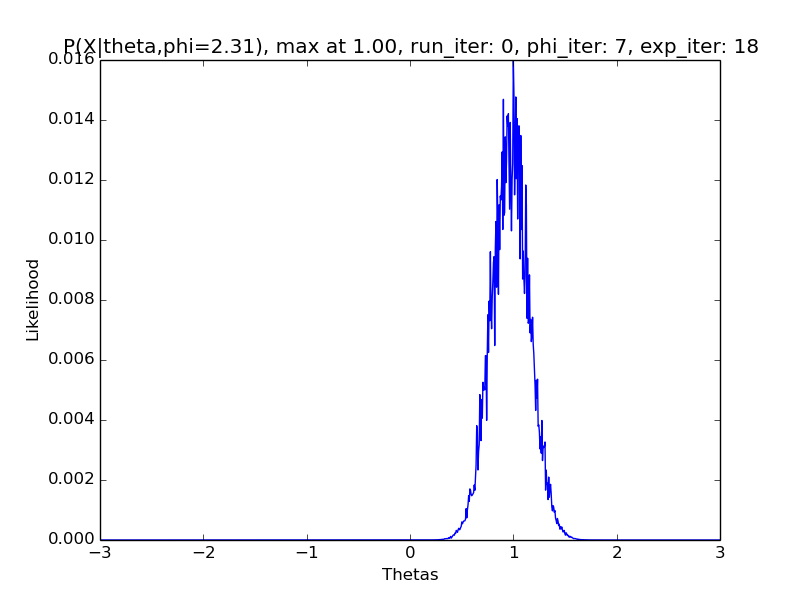 P(X|theta,phi=2.31), max at 1.00, run_iter: 0, phi_iter: 7, exp_iter: 18
0.016
0.014
0.012
0.010
0.008
0.006
0.004
0.002
0.000
Likelihood
−3 −2 −1 0 1 2 3
Thetas